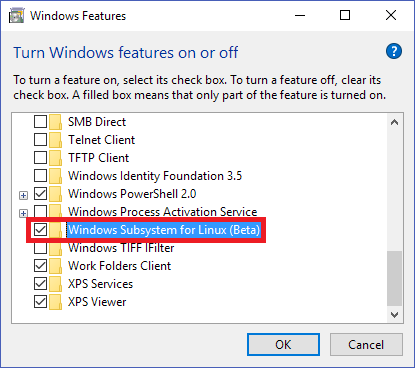 Windows Features
Turn Windows features on or off
?
To turn a feature on, select its check box. To turn a feature off, clear its
check box. A filled box means that only part of the feature is turned on.
SMB Direct
Telnet Client
TFTP Client
Windows Identity Foundation 3.5
Windows PowerShell 2.0
Windows Process Activation Service
Windows Subsystem for Linux (Beta)
Windows TIFF IFilter
Work Folders Client
XPS Services
XPS Viewer
OK
Cancel